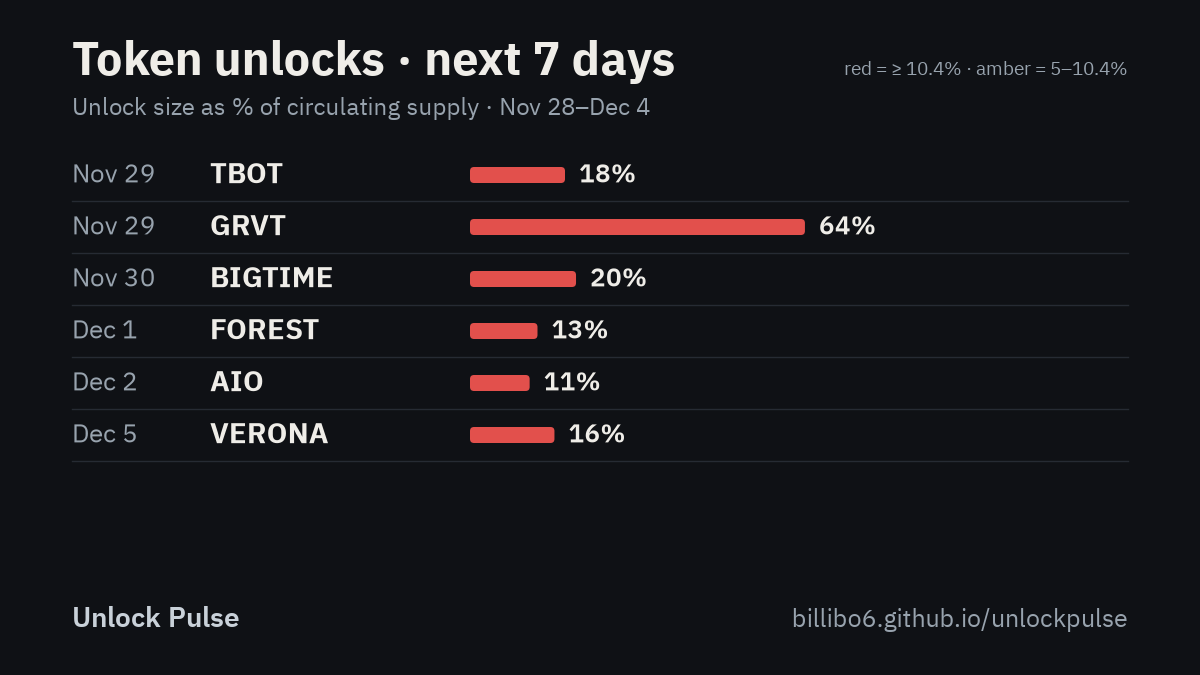 Token unlocks · next 7 days
red = ≥ 10.4% · amber = 5–10.4%
Unlock size as % of circulating supply · Nov 28–Dec 4
Nov 29 TBOT 18%
Nov 29 GRVT 64%
Nov 30 BIGTIME 20%
Dec 1 FOREST 13%
Dec 2 AIO 11%
Dec 5 VERONA 16%
Unlock Pulse
billibo6.github.io/unlockpulse